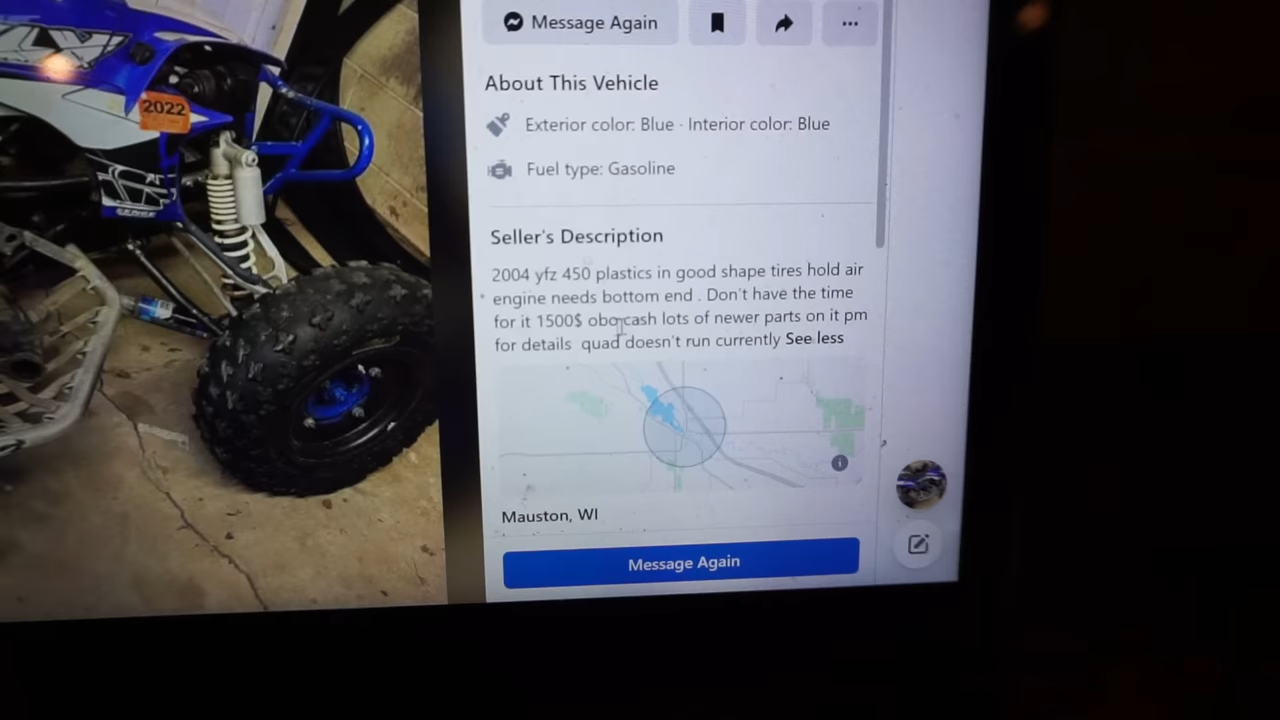 Message Again
About This Vehicle
2022
Exterior color: Blue · Interior color: Blue
Fuel type: Gasoline
Seller's Description
2004 yfz 450 plastics in good shape tires hold air
engine needs bottom end . Don't have the time
for it 1500$ obo cash lots of newer parts on it pm
for details quad doesn't run currently See less
Mauston, WI
Message Again